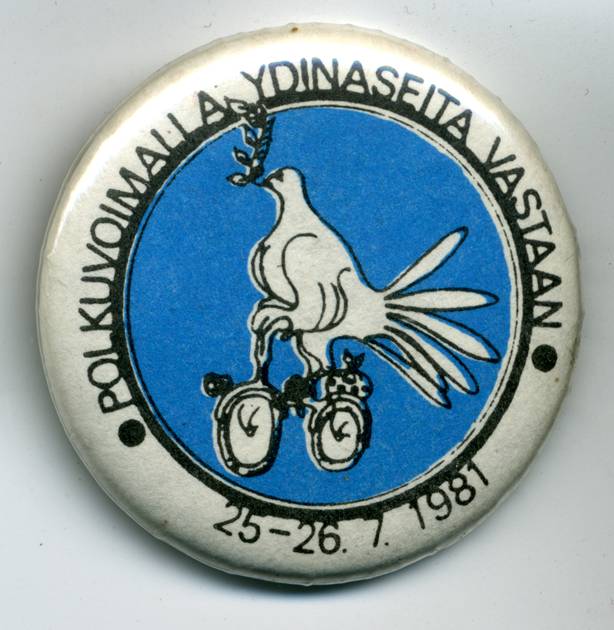 POLKUVOIMALLA YDINASEITA VASTAAN
25-26. 7. 1981